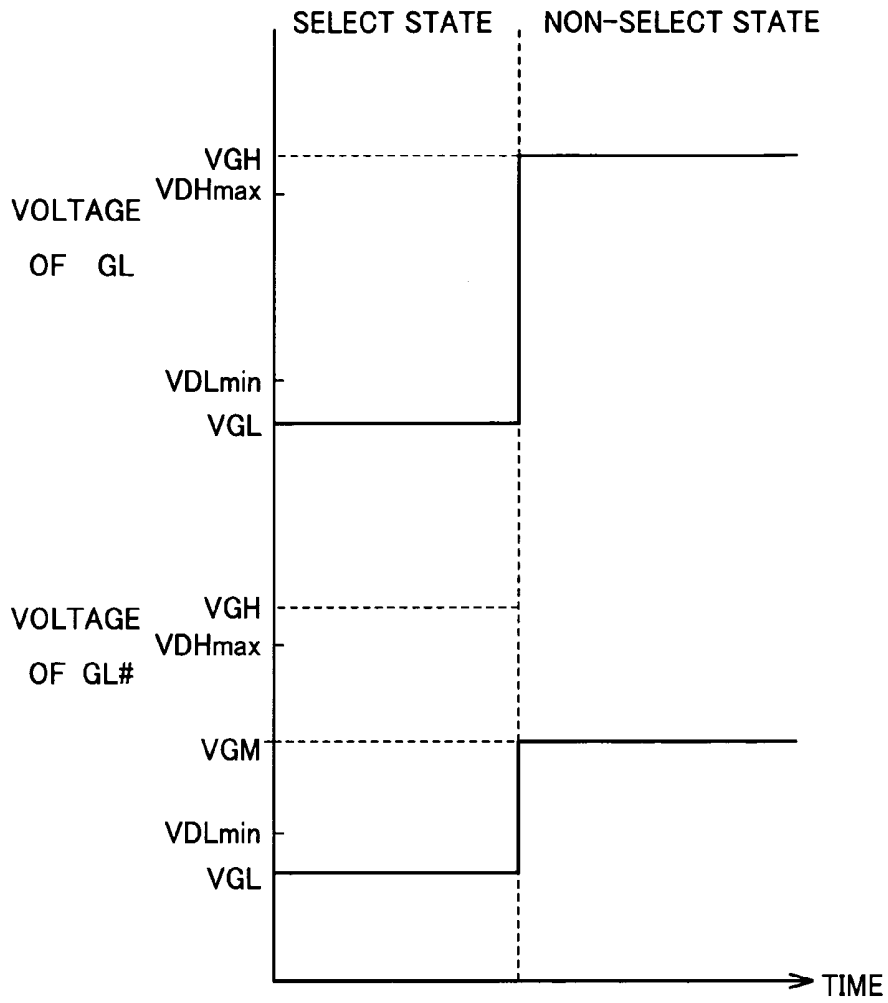 SELECT STATE
NON-SELECT STATE
VGH
VDHmax
VOLTAGE
OF GL
VDLmin
VGL
VGH
VOLTAGE
VDHmax
OF GL#
VGM
VDLmin
VGL
TIME